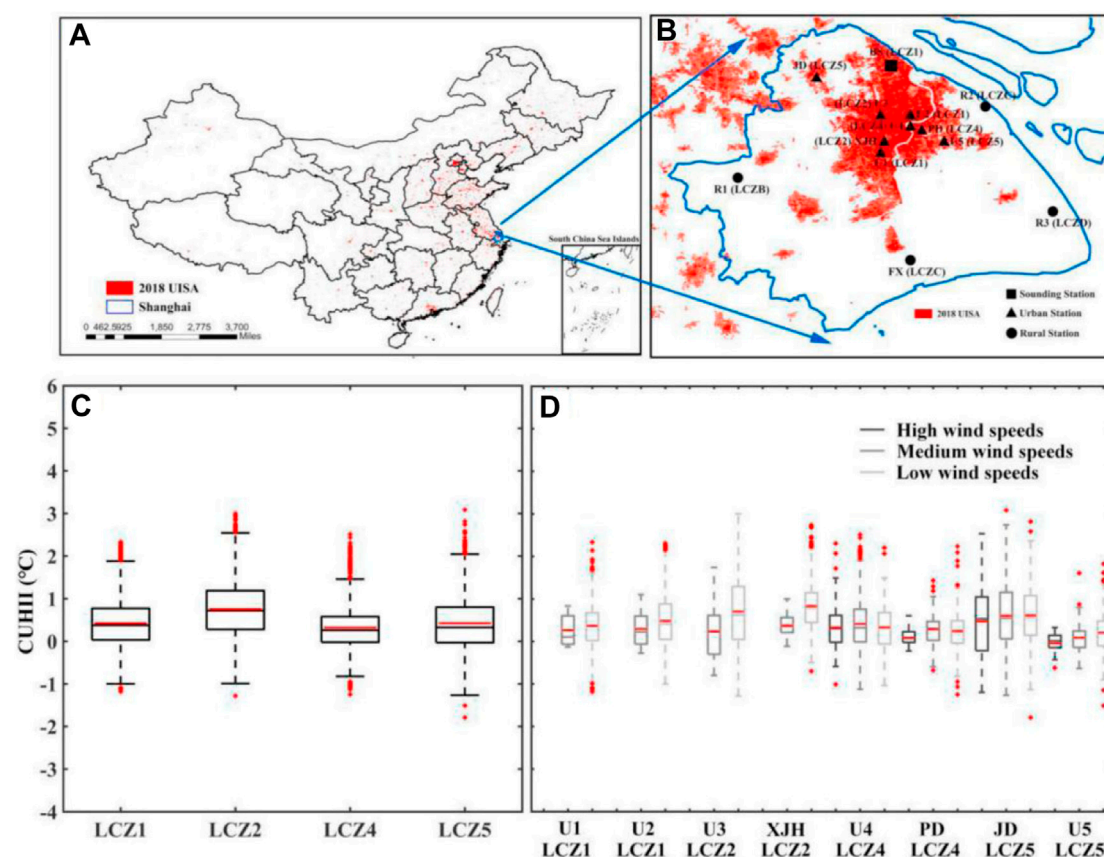 A
South China Sea Islands
2018 UISA
Shanghai
0 462.5925 1,850 2,775 3,700
Miles
B
(LCZ1)
JD (LCZ5)
R2 (LCZC)
(LCZ1)
PD (LCZ4)
(LCZ2) XJH
U5 (LCZ5)
(LCZ1)
R1 (LCZB)
R3 (LCZD)
FX (LCZC)
2018 UISA
Sounding Station
Urban Station
Rural Station
C
CUHII (°C)
6
5
4
3
2
1
0
-1
-2
-3
-4
LCZ1 LCZ2 LCZ4 LCZ5
D
High wind speeds
Medium wind speeds
Low wind speeds
U1 U2 U3 XJH U4 PD JD U5
LCZ1 LCZ1 LCZ2 LCZ2 LCZ4 LCZ4 LCZ5 LCZ5